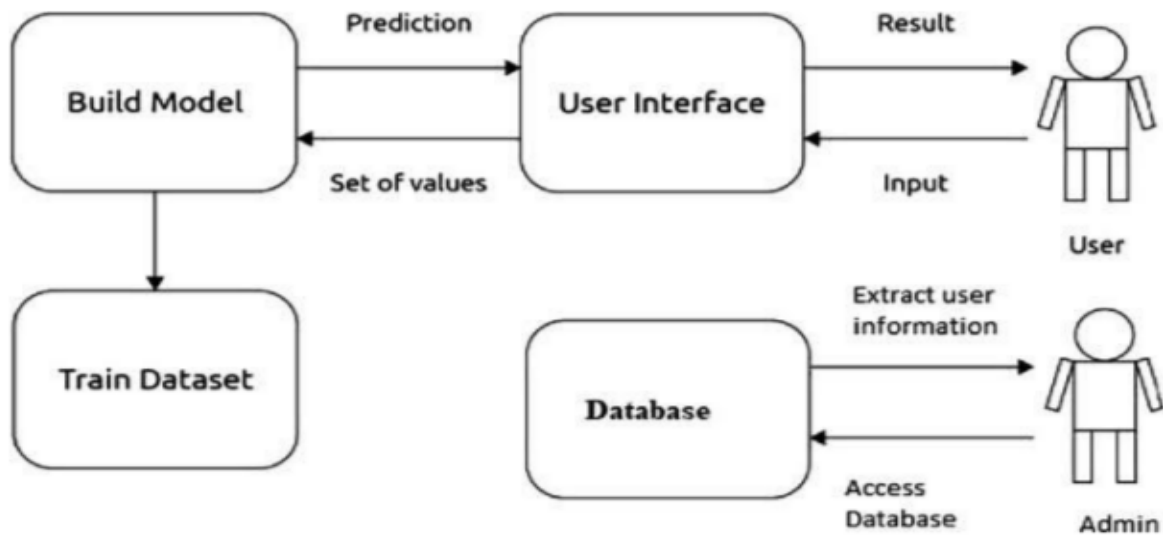 Prediction
Result
Build Model
User Interface
Set of values
Input
User
Extract user
information
Train Dataset
Database
Access
Database
Admin